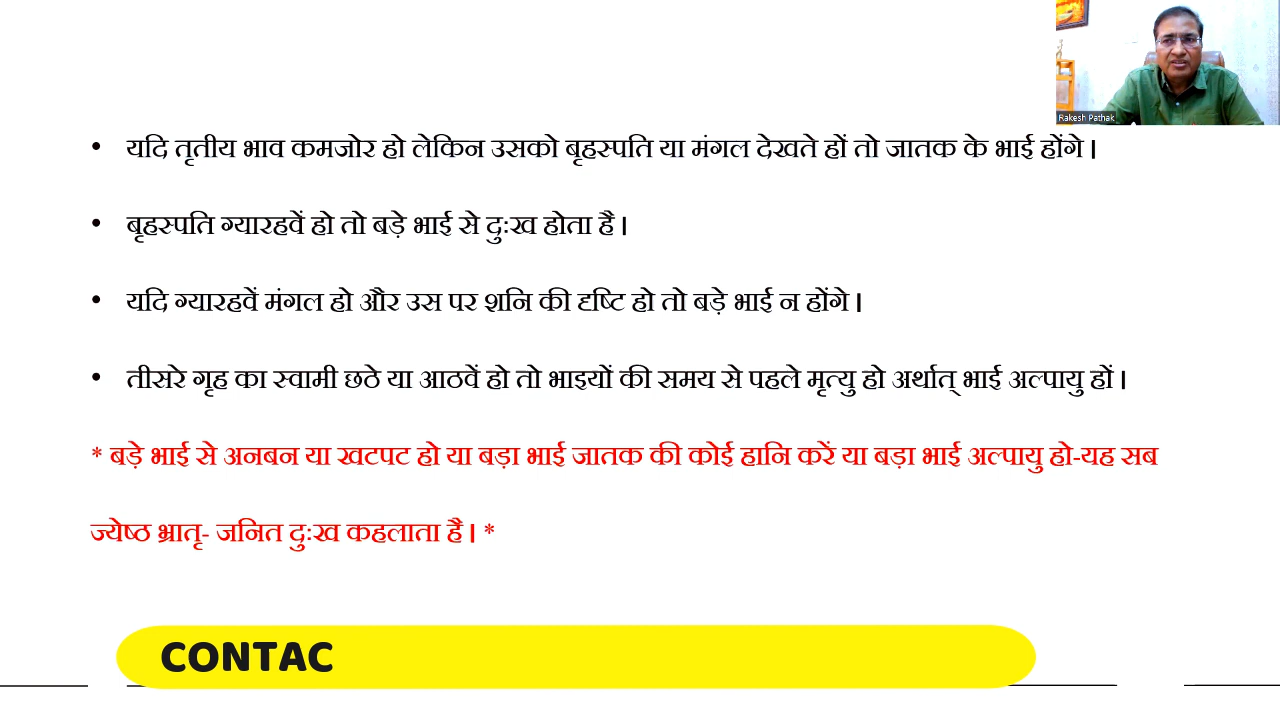 Rakesh Pathak
• यदि तृतीय भाव कमजोर हो लेकिन उसको बृहस्पति या मंगल देखते हों तो जातक के भाई होंगे ।
• बृहस्पति ग्यारहवें हो तो बड़े भाई से दुःख होता है ।
• यदि ग्यारहवें मंगल हो और उस पर शनि की दृष्टि हो तो बड़े भाई न होंगे ।
• तीसरे गृह का स्वामी छठे या आठवें हो तो भाइयों की समय से पहले मृत्यु हो अर्थात् भाई अल्पायु हों ।
* बड़े भाई से अनबन या खटपट हो या बड़ा भाई जातक की कोई हानि करें या बड़ा भाई अल्पायु हो-यह सब
ज्येष्ठ भ्रातृ- जनित दुःख कहलाता है । *
CONTAC